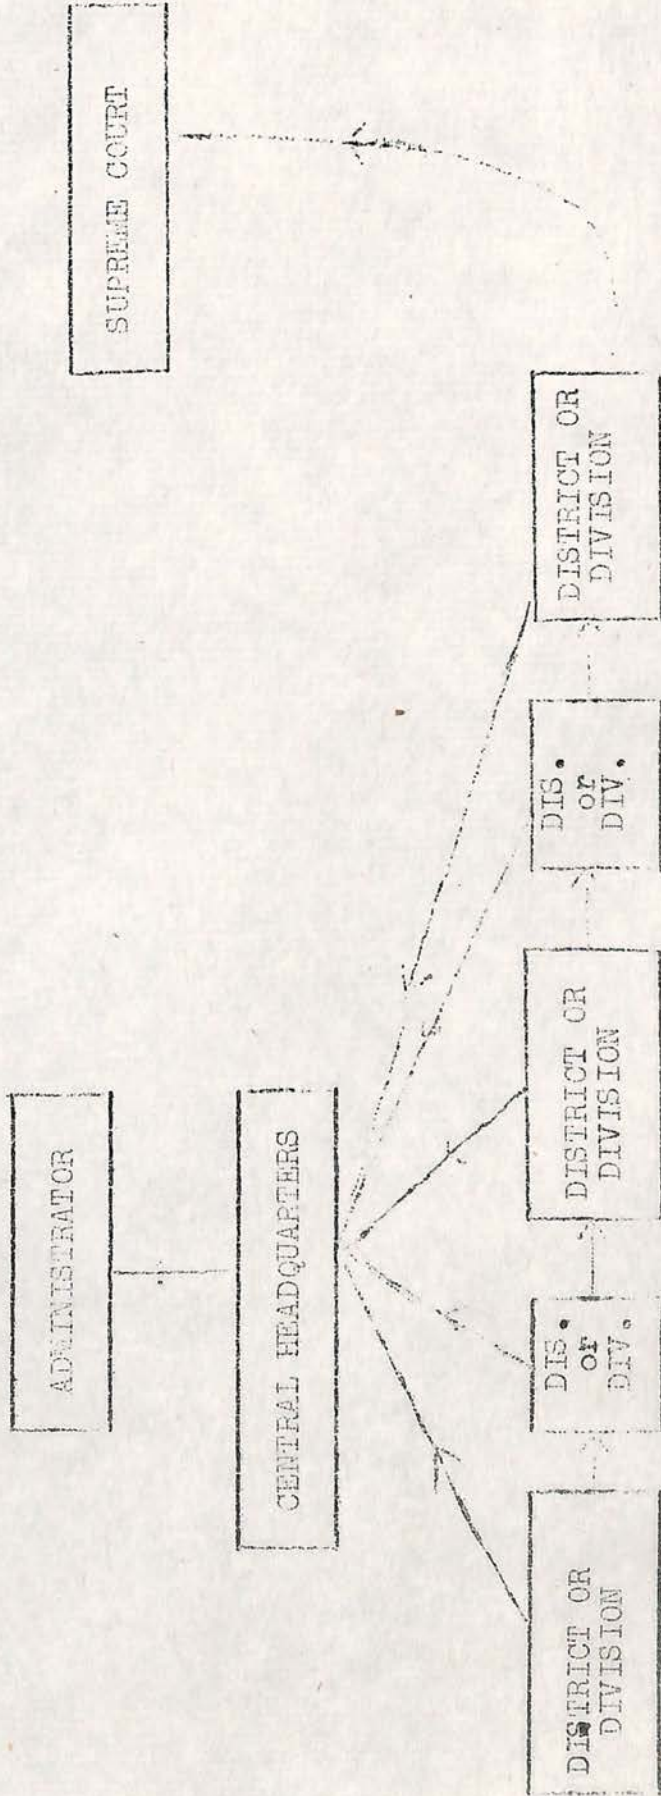 ADMINISTRATOR
SUPREME COURT
CENTRAL HEADQUARTERS
DISTRICT OR
DIVISION
DIS.
or
DIV.
DISTRICT OR
DIVISION
DIS.
or
DIV.
DISTRICT OR
DIVISION